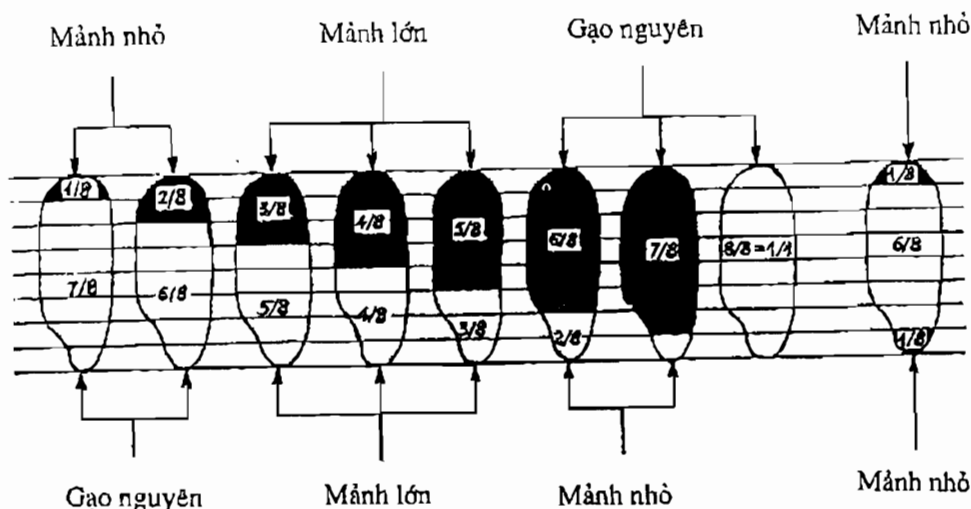 Mảnh nhỏ Mảnh lớn Gạo nguyên Mảnh nhỏ
1/8 2/8 3/8 4/8 5/8 6/8 7/8 8/8=1/1 1/8
7/8 6/8 5/8 4/8 3/8 2/8 6/8
1/8
Gạo nguyên Mảnh lớn Mảnh nhỏ Mảnh nhỏ